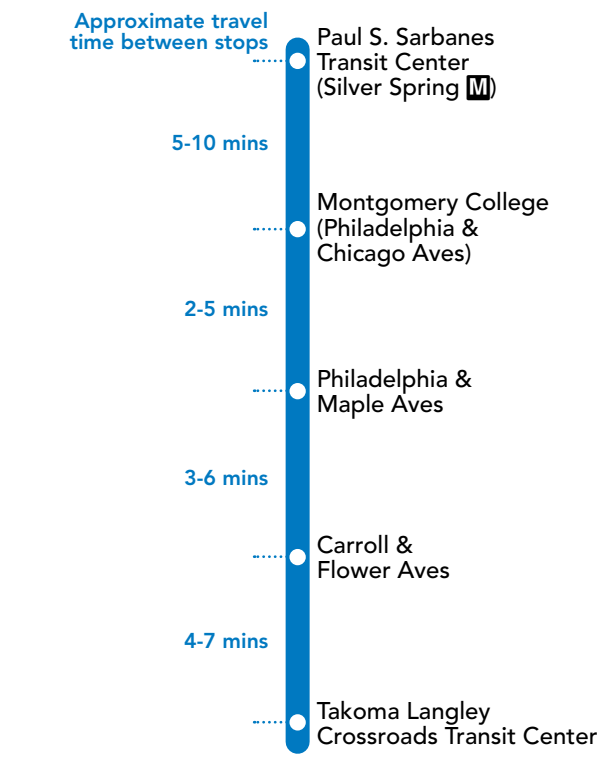 Approximate travel
time between stops
Paul S. Sarbanes
Transit Center
(Silver Spring M)
5-10 mins
Montgomery College
(Philadelphia &
Chicago Aves)
2-5 mins
Philadelphia &
Maple Aves
3-6 mins
Carroll &
Flower Aves
4-7 mins
Takoma Langley
Crossroads Transit Center